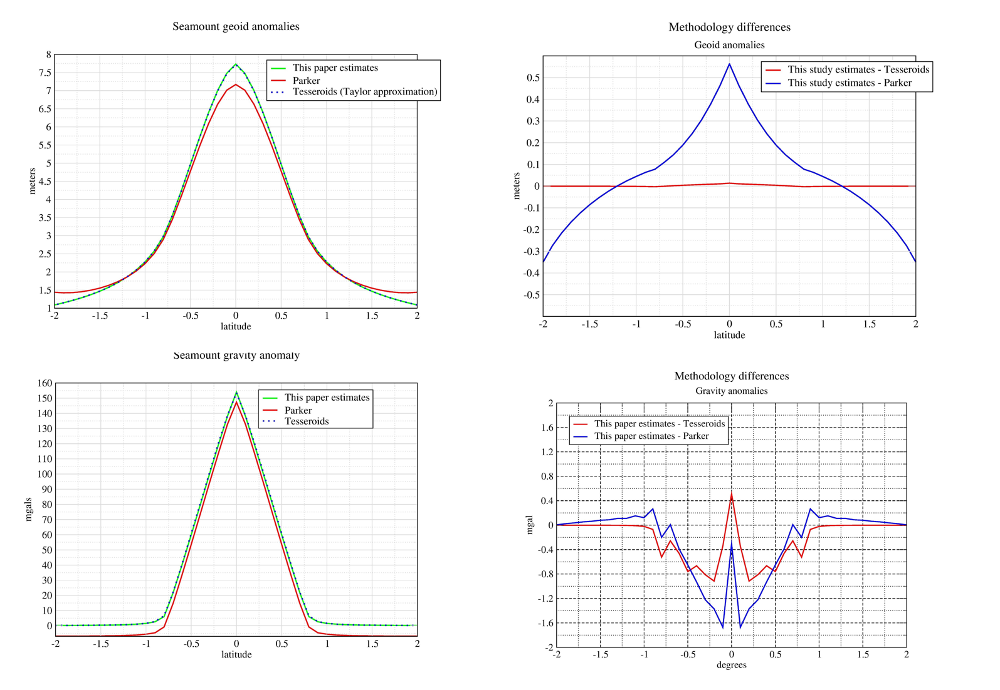 Seamount geoid anomalies
8
7.5
7
6.5
6
5.5
5
4.5
4
3.5
3
2.5
2
1.5
1
meters
This paper estimates
Parker
Tesseroids (Taylor approximation)
-2 -1.5 -1 -0.5 0 0.5 1 1.5 2
latitude
Methodology differences
Geoid anomalies
0.5
0.4
0.3
0.2
0.1
0
-0.1
-0.2
-0.3
-0.4
-0.5
meters
This study estimates - Tesseroids
This study estimates - Parker
-2 -1.5 -1 -0.5 0 0.5 1 1.5 2
latitude
Seamount gravity anomaly
160
150
140
130
120
110
100
90
80
70
60
50
40
30
20
10
0
mgals
This paper estimates
Parker
Tesseroids
-2 -1.5 -1 -0.5 0 0.5 1 1.5 2
latitude
Methodology differences
Gravity anomalies
2
1.6
1.2
0.8
0.4
0
-0.4
-0.8
-1.2
-1.6
-2
mgal
This paper estimates - Tesseroids
This paper estimates - Parker
-2 -1.5 -1 -0.5 0 0.5 1 1.5 2
degrees